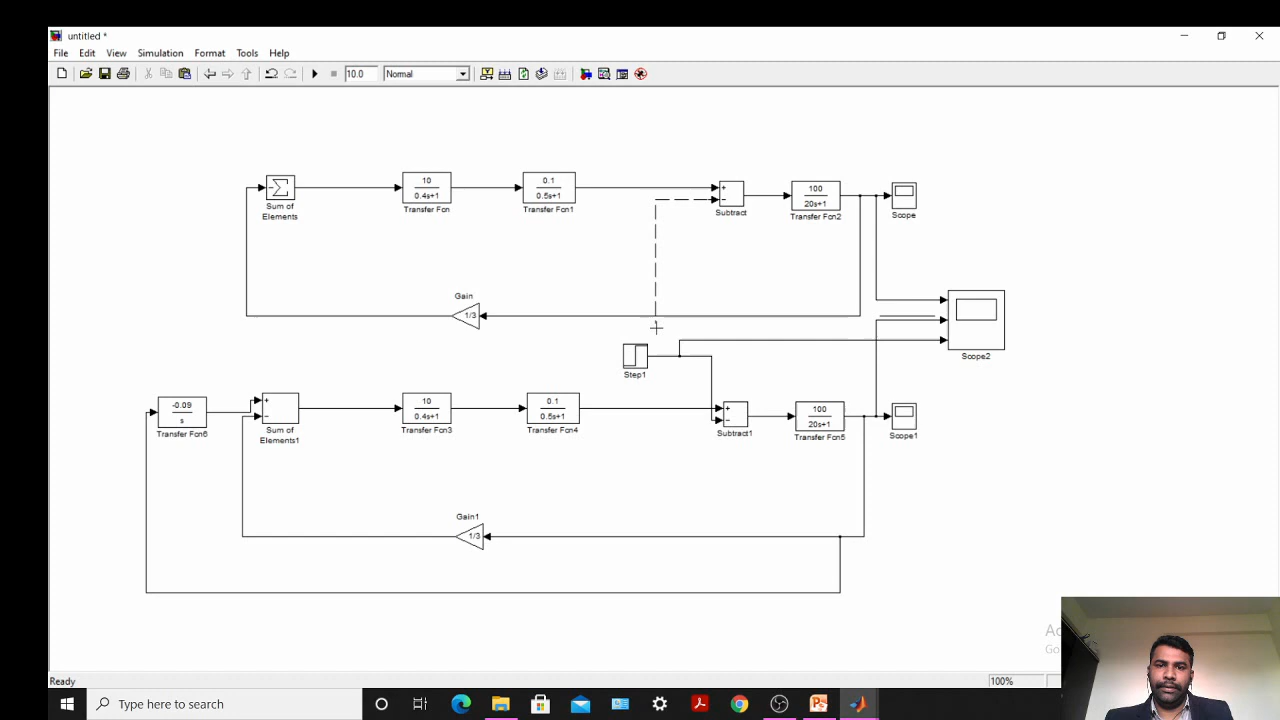 untitled *
File Edit View Simulation Format Tools Help
10.0 Normal
10
0.4s+1
Transfer Fcn
0.1
0.5s+1
Transfer Fcn1
Sum of
Elements
+
−
Subtract
100
20s+1
Transfer Fcn2
Scope
Gain
1/3
Scope2
Step1
-0.09
s
Transfer Fcn6
+
−
Sum of
Elements1
10
0.4s+1
Transfer Fcn3
0.1
0.5s+1
Transfer Fcn4
+
−
Subtract1
100
20s+1
Transfer Fcn5
Scope1
Gain1
1/3
Ready
100%
Type here to search